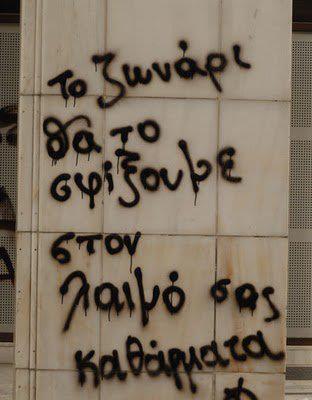 το ζωνάρι
θα το
σφίξουμε
στον
λαιμό σας
καθάρματα